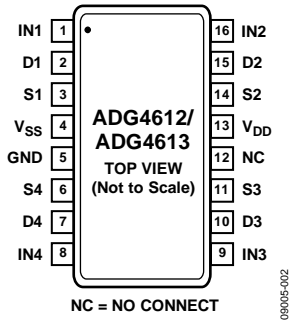 IN1 1 16 IN2
D1 2 15 D2
S1 3 14 S2
VSS 4 13 VDD
GND 5 12 NC
S4 6 11 S3
D4 7 10 D3
IN4 8 9 IN3
ADG4612/
ADG4613
TOP VIEW
(Not to Scale)
NC = NO CONNECT
09005-002